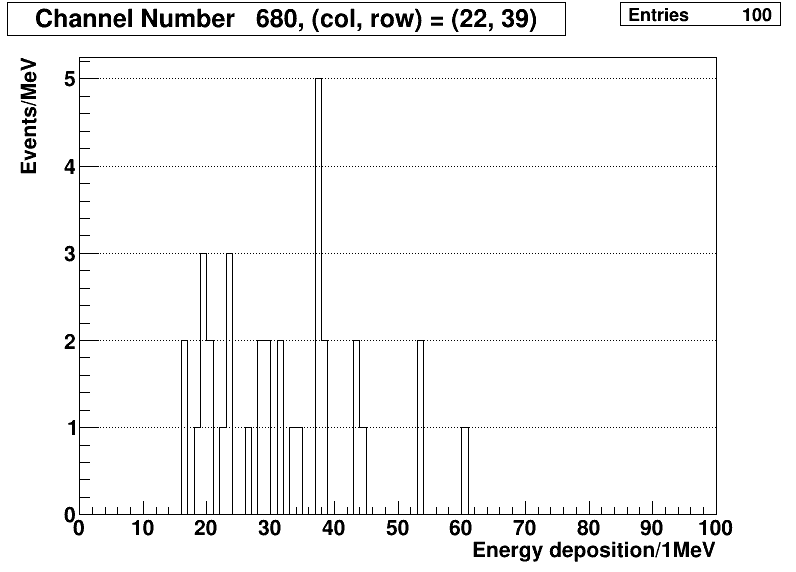 Channel Number 680, (col, row) = (22, 39)
Entries 100
Events/MeV
5
4
3
2
1
0
0 10 20 30 40 50 60 70 80 90 100
Energy deposition/1MeV